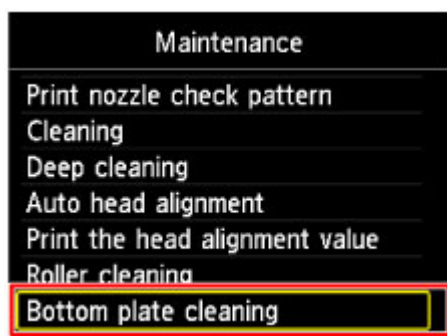 Maintenance
Print nozzle check pattern
Cleaning
Deep cleaning
Auto head alignment
Print the head alignment value
Roller cleaning
Bottom plate cleaning